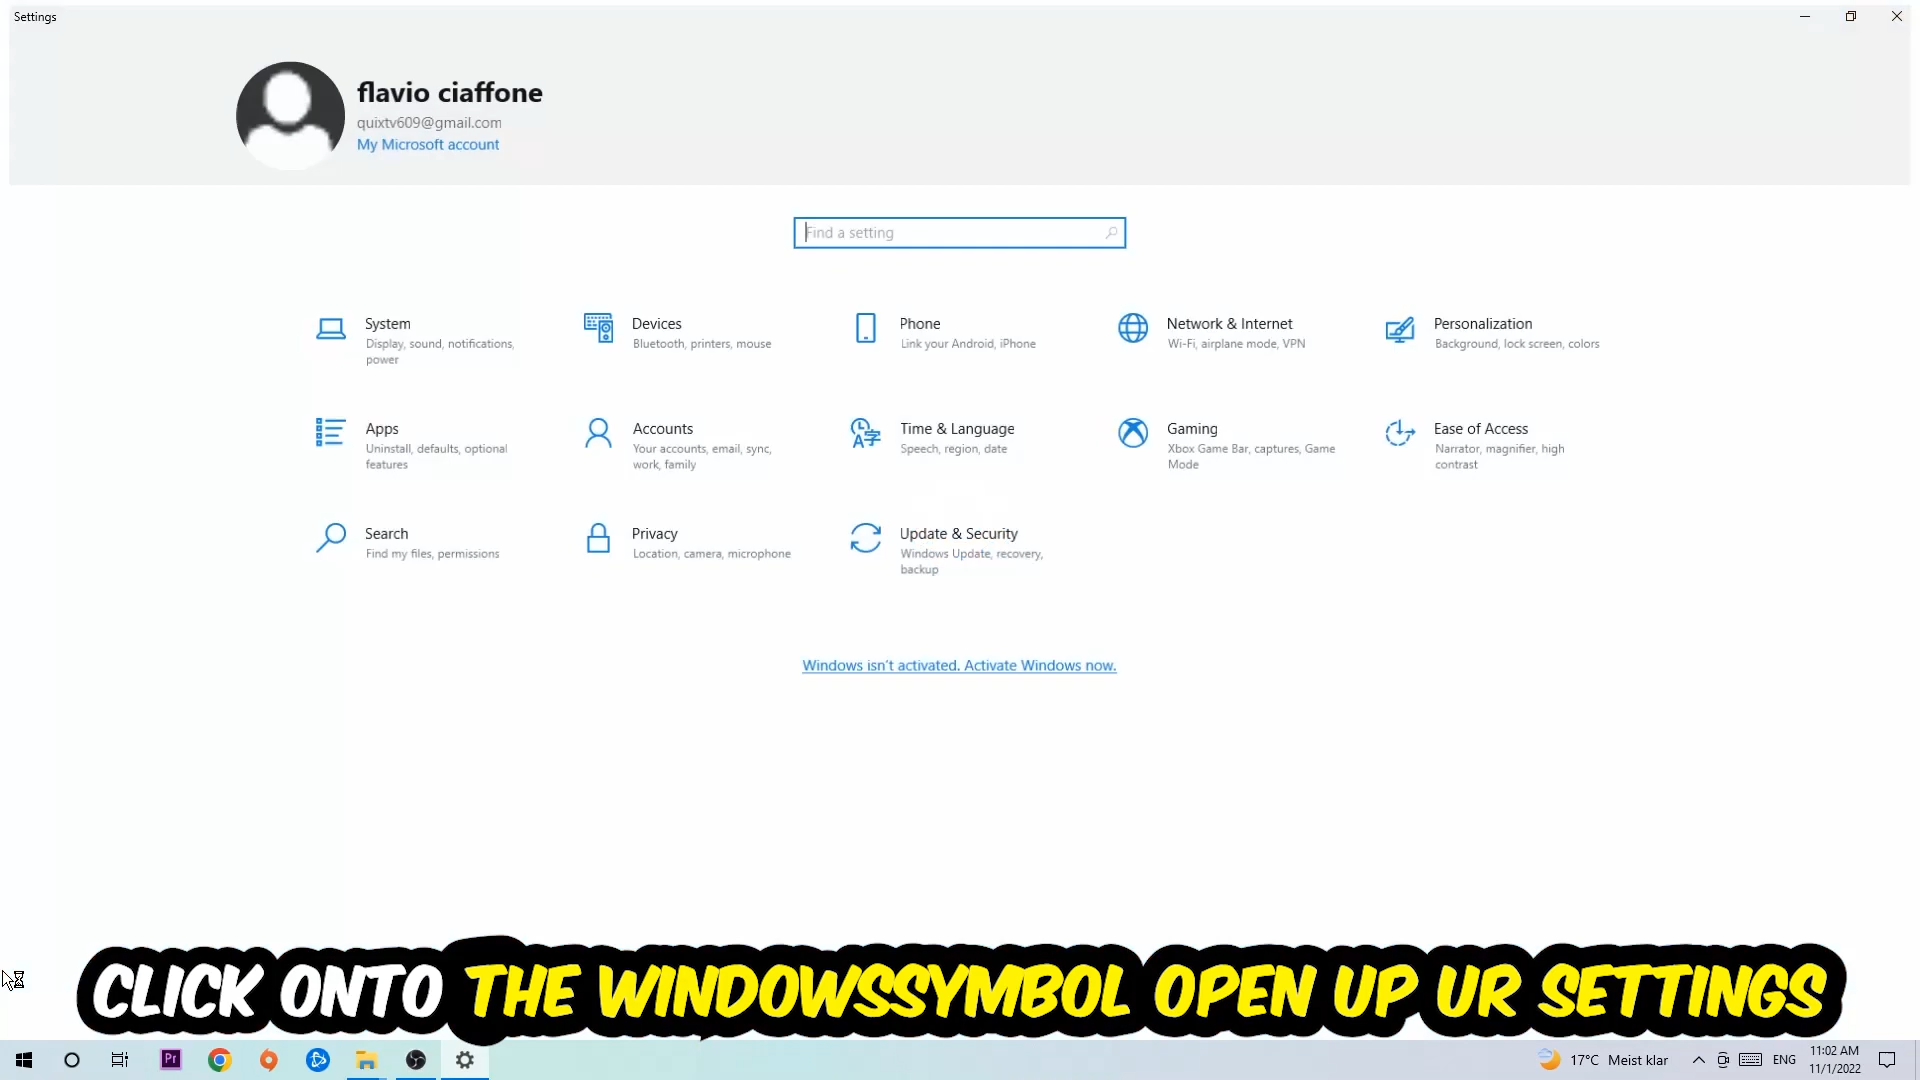 Settings
flavio ciaffone
quixtv609@gmail.com
My Microsoft account
Find a setting
System
Display, sound, notifications,
power
Devices
Bluetooth, printers, mouse
Phone
Link your Android, iPhone
Network & Internet
Wi-Fi, airplane mode, VPN
Personalization
Background, lock screen, colors
Apps
Uninstall, defaults, optional
features
Accounts
Your accounts, email, sync,
work, family
Time & Language
Speech, region, date
Gaming
Xbox Game Bar, captures, Game
Mode
Ease of Access
Narrator, magnifier, high
contrast
Search
Find my files, permissions
Privacy
Location, camera, microphone
Update & Security
Windows Update, recovery,
backup
Windows isn't activated. Activate Windows now.
CLICK ONTO THE WINDOWSSYMBOL OPEN UP UR SETTINGS
Pr
17°C Meist klar
ENG
11:02 AM
11/1/2022